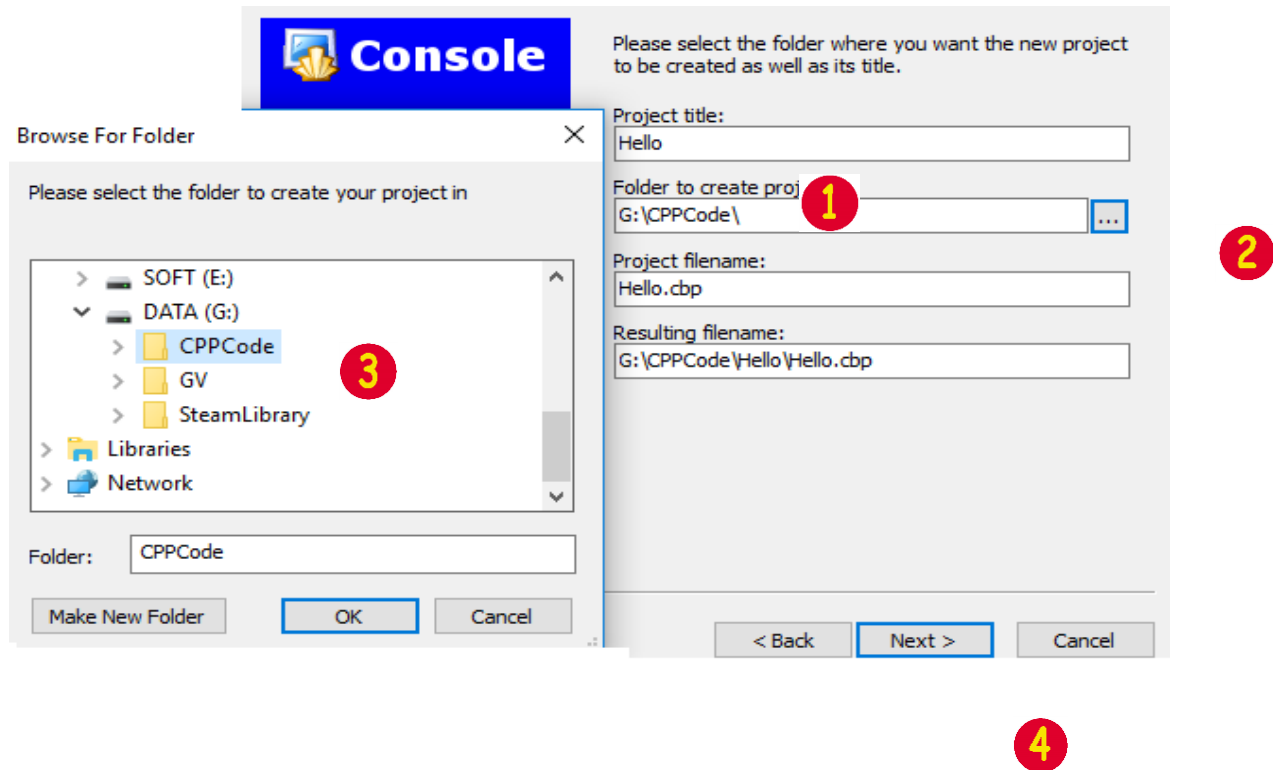 Console
Please select the folder where you want the new project
to be created as well as its title.
Project title:
Hello
Folder to create proj
1
G:\CPPCode\
...
2
Project filename:
Hello.cbp
Resulting filename:
G:\CPPCode\Hello\Hello.cbp
Browse For Folder
Please select the folder to create your project in
SOFT (E:)
DATA (G:)
CPPCode
3
GV
SteamLibrary
Libraries
Network
Folder:
CPPCode
Make New Folder
OK
Cancel
< Back
Next >
Cancel
4